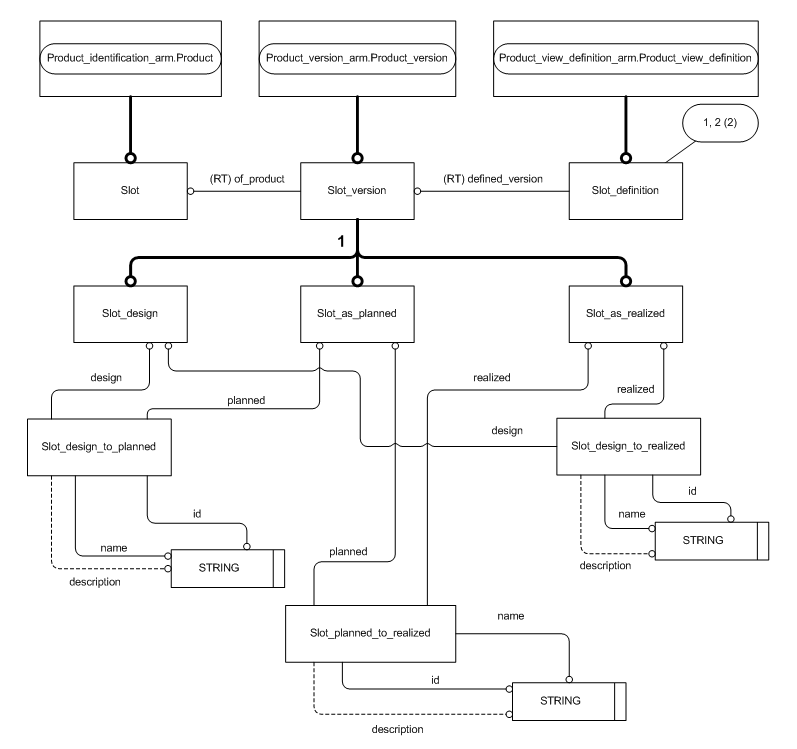 Product_identification_arm.Product
Product_version_arm.Product_version
Product_view_definition_arm.Product_view_definition
1, 2 (2)
Slot
(RT) of_product
Slot_version
(RT) defined_version
Slot_definition
1
Slot_design
Slot_as_planned
Slot_as_realized
design
planned
realized
realized
Slot_design_to_planned
design
Slot_design_to_realized
id
name
description
STRING
id
name
description
STRING
planned
Slot_planned_to_realized
name
id
description
STRING